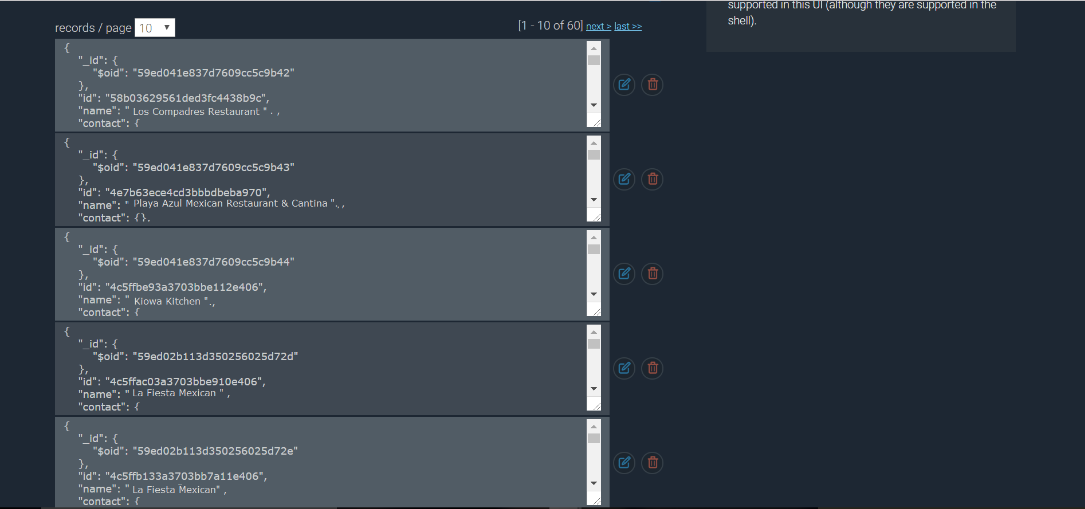 supported in this UI (although they are supported in the
shell).
records / page 10
[1 - 10 of 60] next > last >>
{
"_id": {
"$oid": "59ed041e837d7609cc5c9b42"
},
"id": "58b03629561ded3fc4438b9c",
"name": " Los Compadres Restaurant " . ,
"contact": {
{
"_id": {
"$oid": "59ed041e837d7609cc5c9b43"
},
"id": "4e7b63ece4cd3bbbdbeba970",
"name": " Playa Azul Mexican Restaurant & Cantina ".,,
"contact": {}.
{
"_id": {
"$oid": "59ed041e837d7609cc5c9b44"
},
"id": "4c5ffbe93a3703bbe112e406",
"name": " Kiowa Kitchen ".,
"contact": {
{
"_id": {
"$oid": "59ed02b113d350256025d72d"
},
"id": "4c5ffac03a3703bbe910e406",
"name": " La Fiesta Mexican " ,
"contact": {
{
"_id": {
"$oid": "59ed02b113d350256025d72e"
},
"id": "4c5ffb133a3703bb7a11e406",
"name": " La Fiesta Mexican" ,
"contact": {